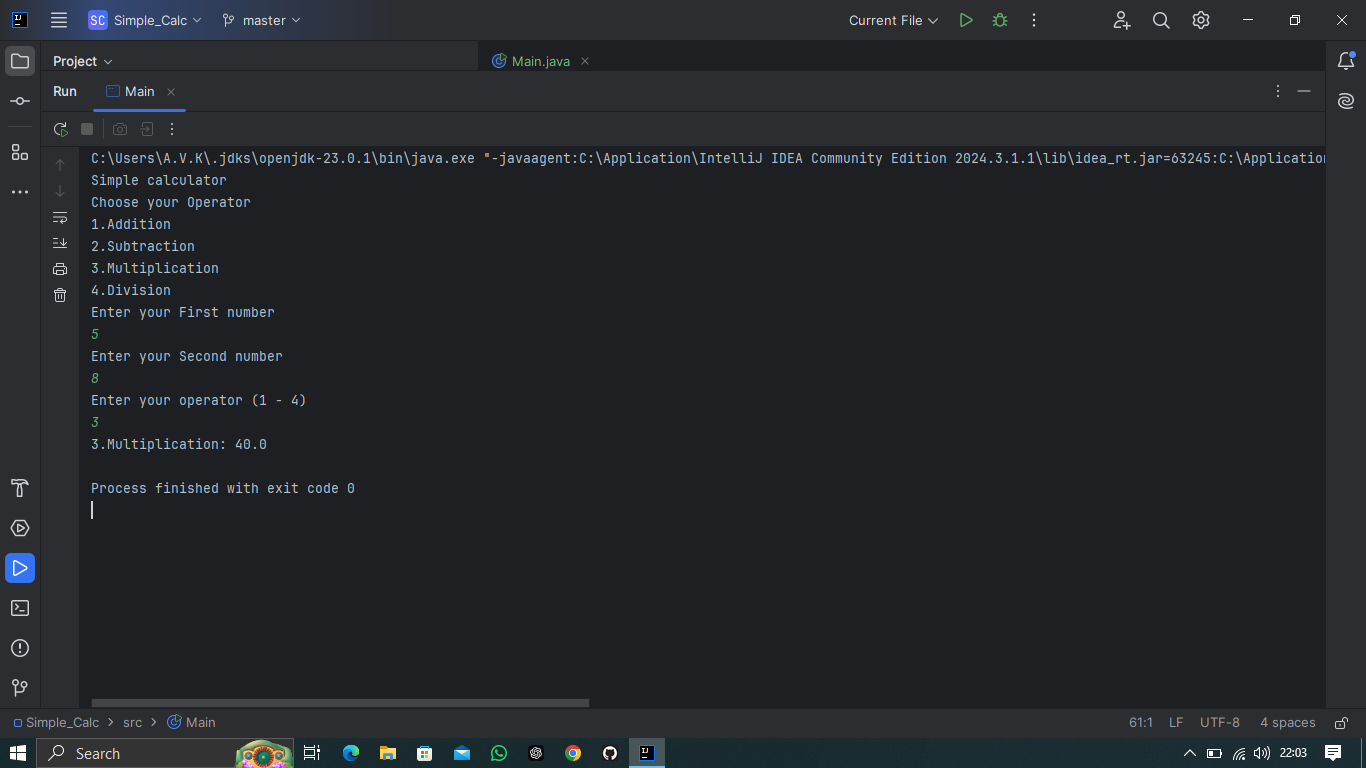 SC Simple_Calc master Current File
Project Main.java
Run Main
C:\Users\A.V.K\.jdks\openjdk-23.0.1\bin\java.exe "-javaagent:C:\Application\IntelliJ IDEA Community Edition 2024.3.1.1\lib\idea_rt.jar=63245:C:\Application
Simple calculator
Choose your Operator
1.Addition
2.Subtraction
3.Multiplication
4.Division
Enter your First number
5
Enter your Second number
8
Enter your operator (1 - 4)
3
3.Multiplication: 40.0
Process finished with exit code 0
Simple_Calc > src > Main 61:1 LF UTF-8 4 spaces
Search 22:03